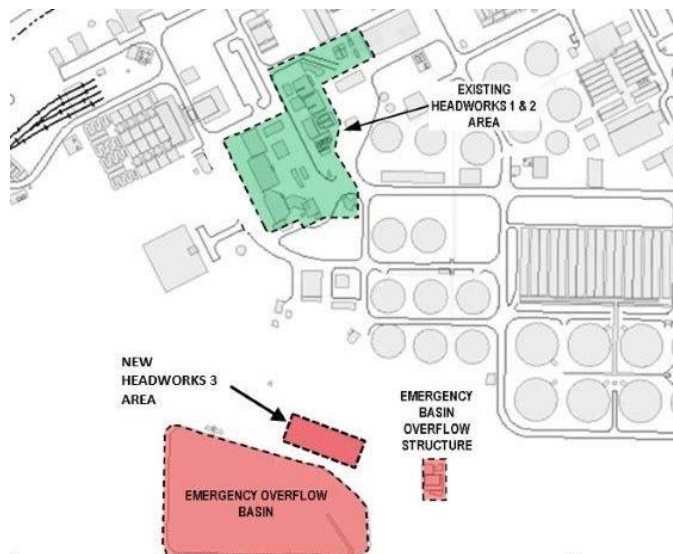 EXISTING
HEADWORKS 1 & 2
AREA
NEW
HEADWORKS 3
AREA
EMERGENCY
BASIN
OVERFLOW
STRUCTURE
EMERGENCY OVERFLOW
BASIN